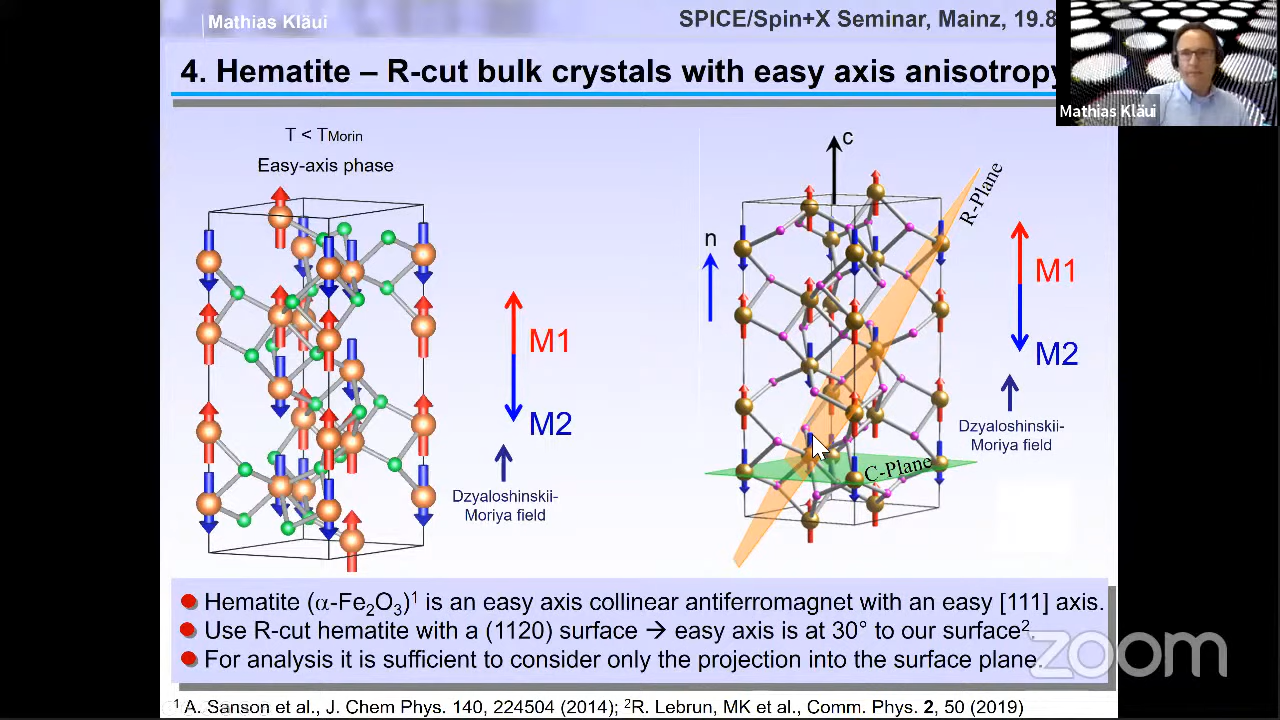 Mathias Kläui
SPICE/Spin+X Seminar, Mainz, 19.8
4. Hematite – R-cut bulk crystals with easy axis anisotropy
Mathias Kläui
T < TMorin
Easy-axis phase
M1
M2
Dzyaloshinskii-
Moriya field
c
n
R-Plane
C-Plane
M1
M2
Dzyaloshinskii-
Moriya field
Hematite (α-Fe₂O₃)¹ is an easy axis collinear antiferromagnet with an easy [111] axis.
Use R-cut hematite with a (1120) surface → easy axis is at 30° to our surface².
For analysis it is sufficient to consider only the projection into the surface plane.
zoom
¹ A. Sanson et al., J. Chem Phys. 140, 224504 (2014); ²R. Lebrun, MK et al., Comm. Phys. 2, 50 (2019)